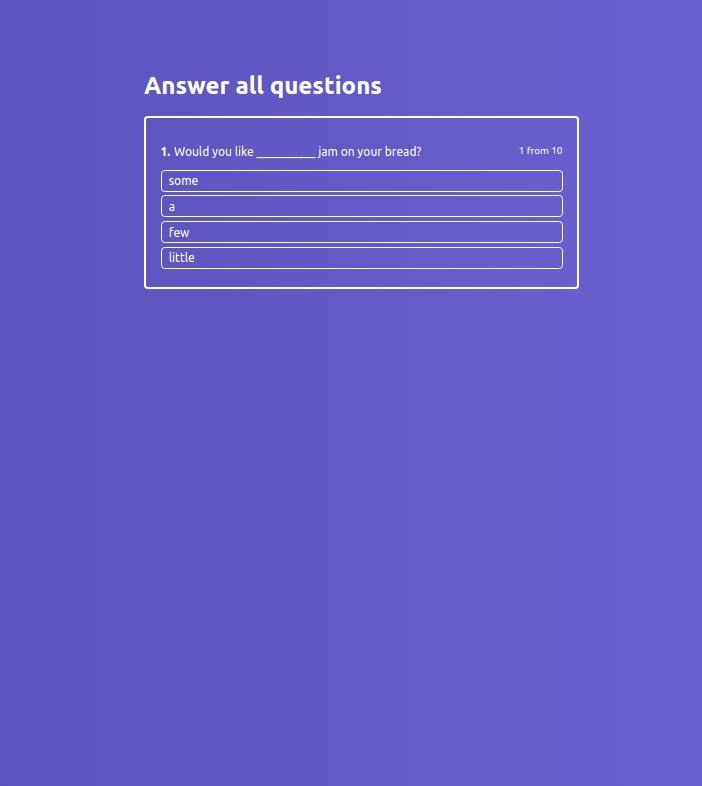 Answer all questions
1. Would you like __________ jam on your bread? 1 from 10
some
a
few
little